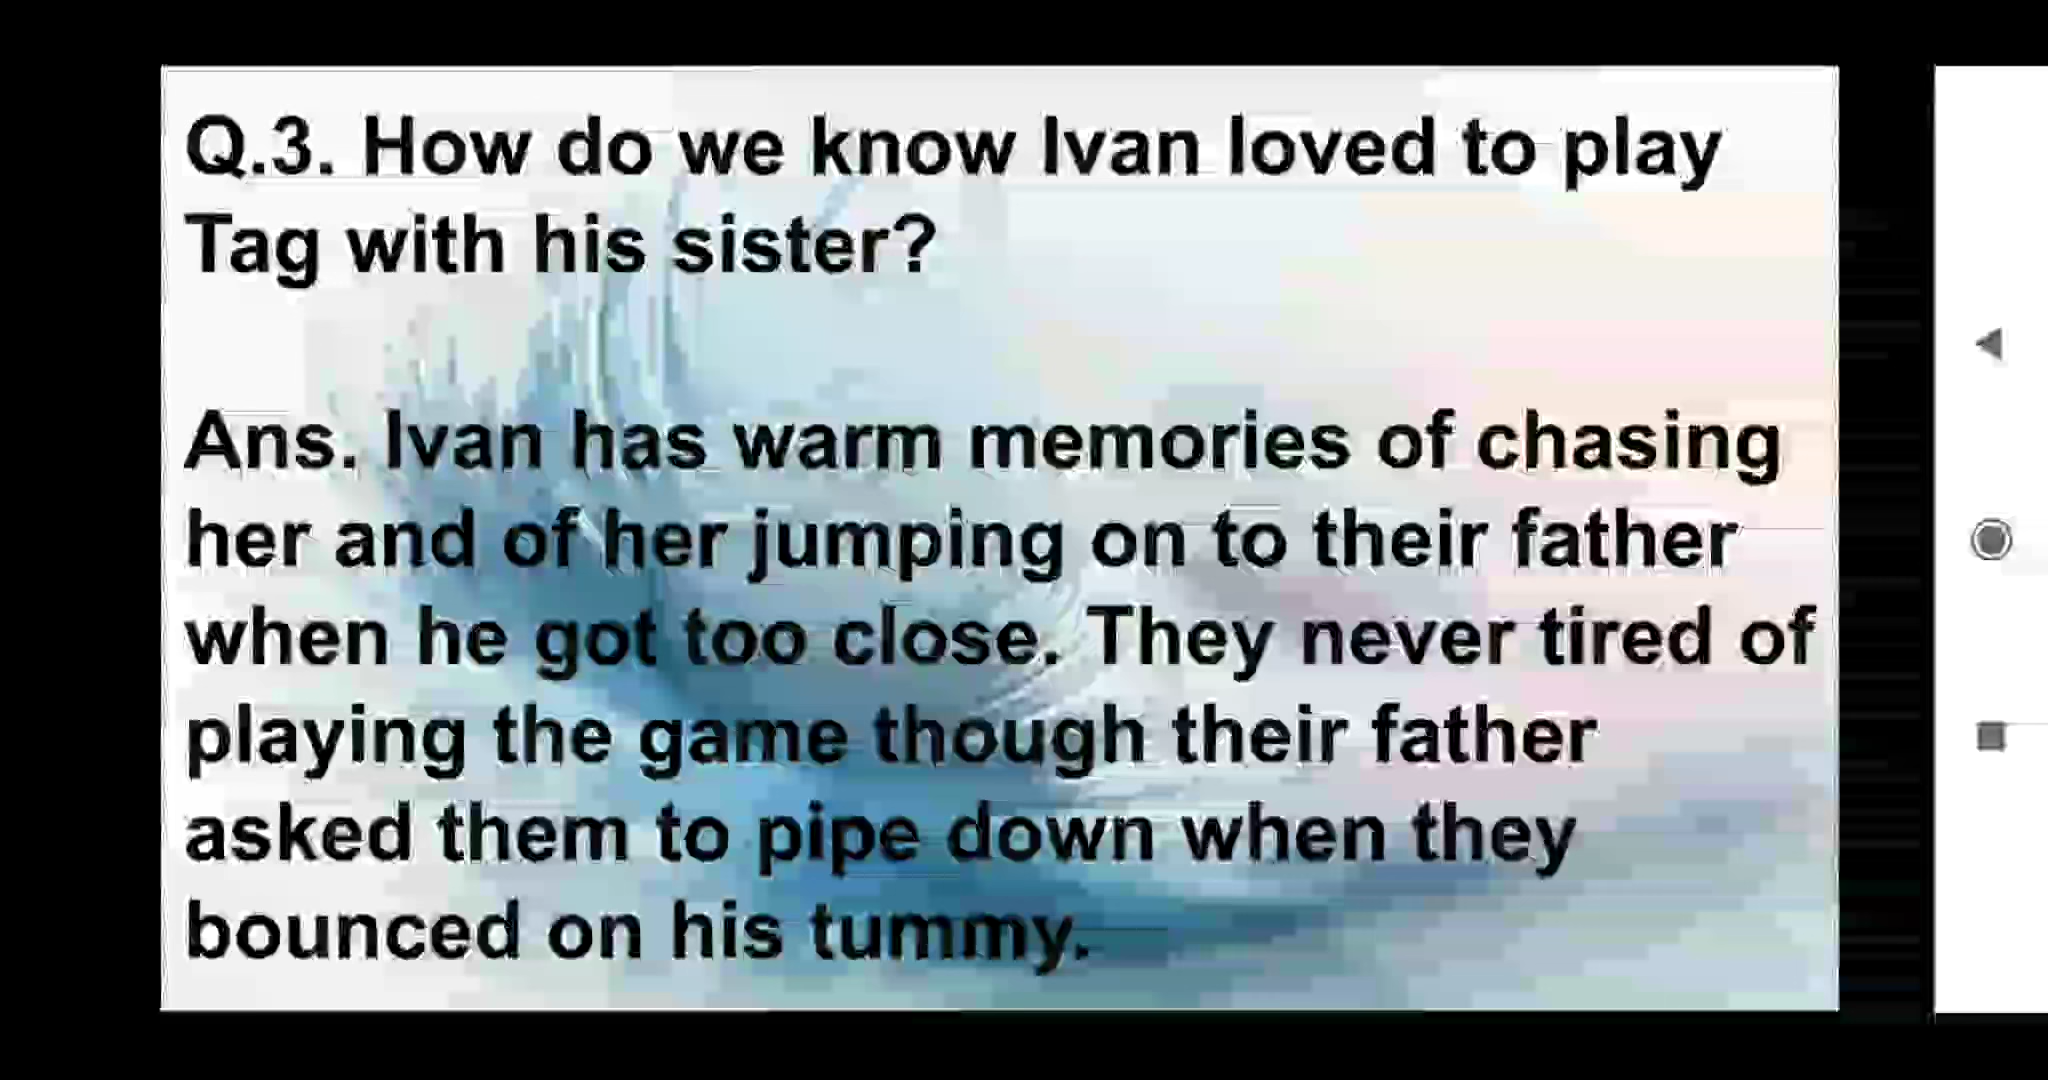 Q.3. How do we know Ivan loved to play
Tag with his sister?
Ans. Ivan has warm memories of chasing
her and of her jumping on to their father
when he got too close. They never tired of
playing the game though their father
asked them to pipe down when they
bounced on his tummy.